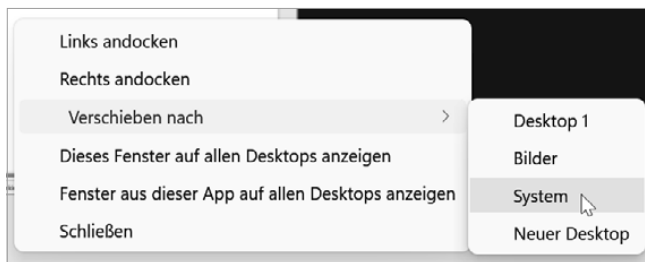 Links andocken
Rechts andocken
Verschieben nach
Dieses Fenster auf allen Desktops anzeigen
Fenster aus dieser App auf allen Desktops anzeigen
Schließen
Desktop 1
Bilder
System
Neuer Desktop